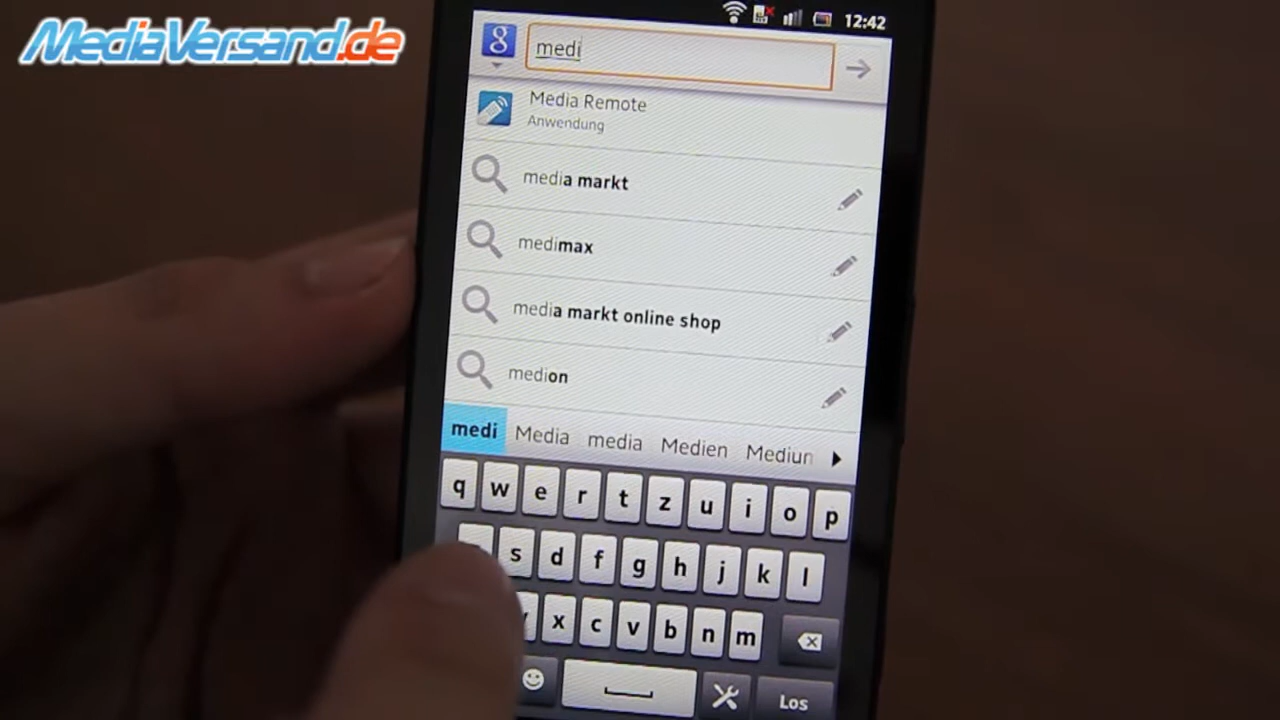 MediaVersand.de
12:42
medi
Media Remote
Anwendung
media markt
medimax
media markt online shop
medion
medi Media media Medien
q w e r t z u i o p
s d f g h j k l
x c v b n m
Los